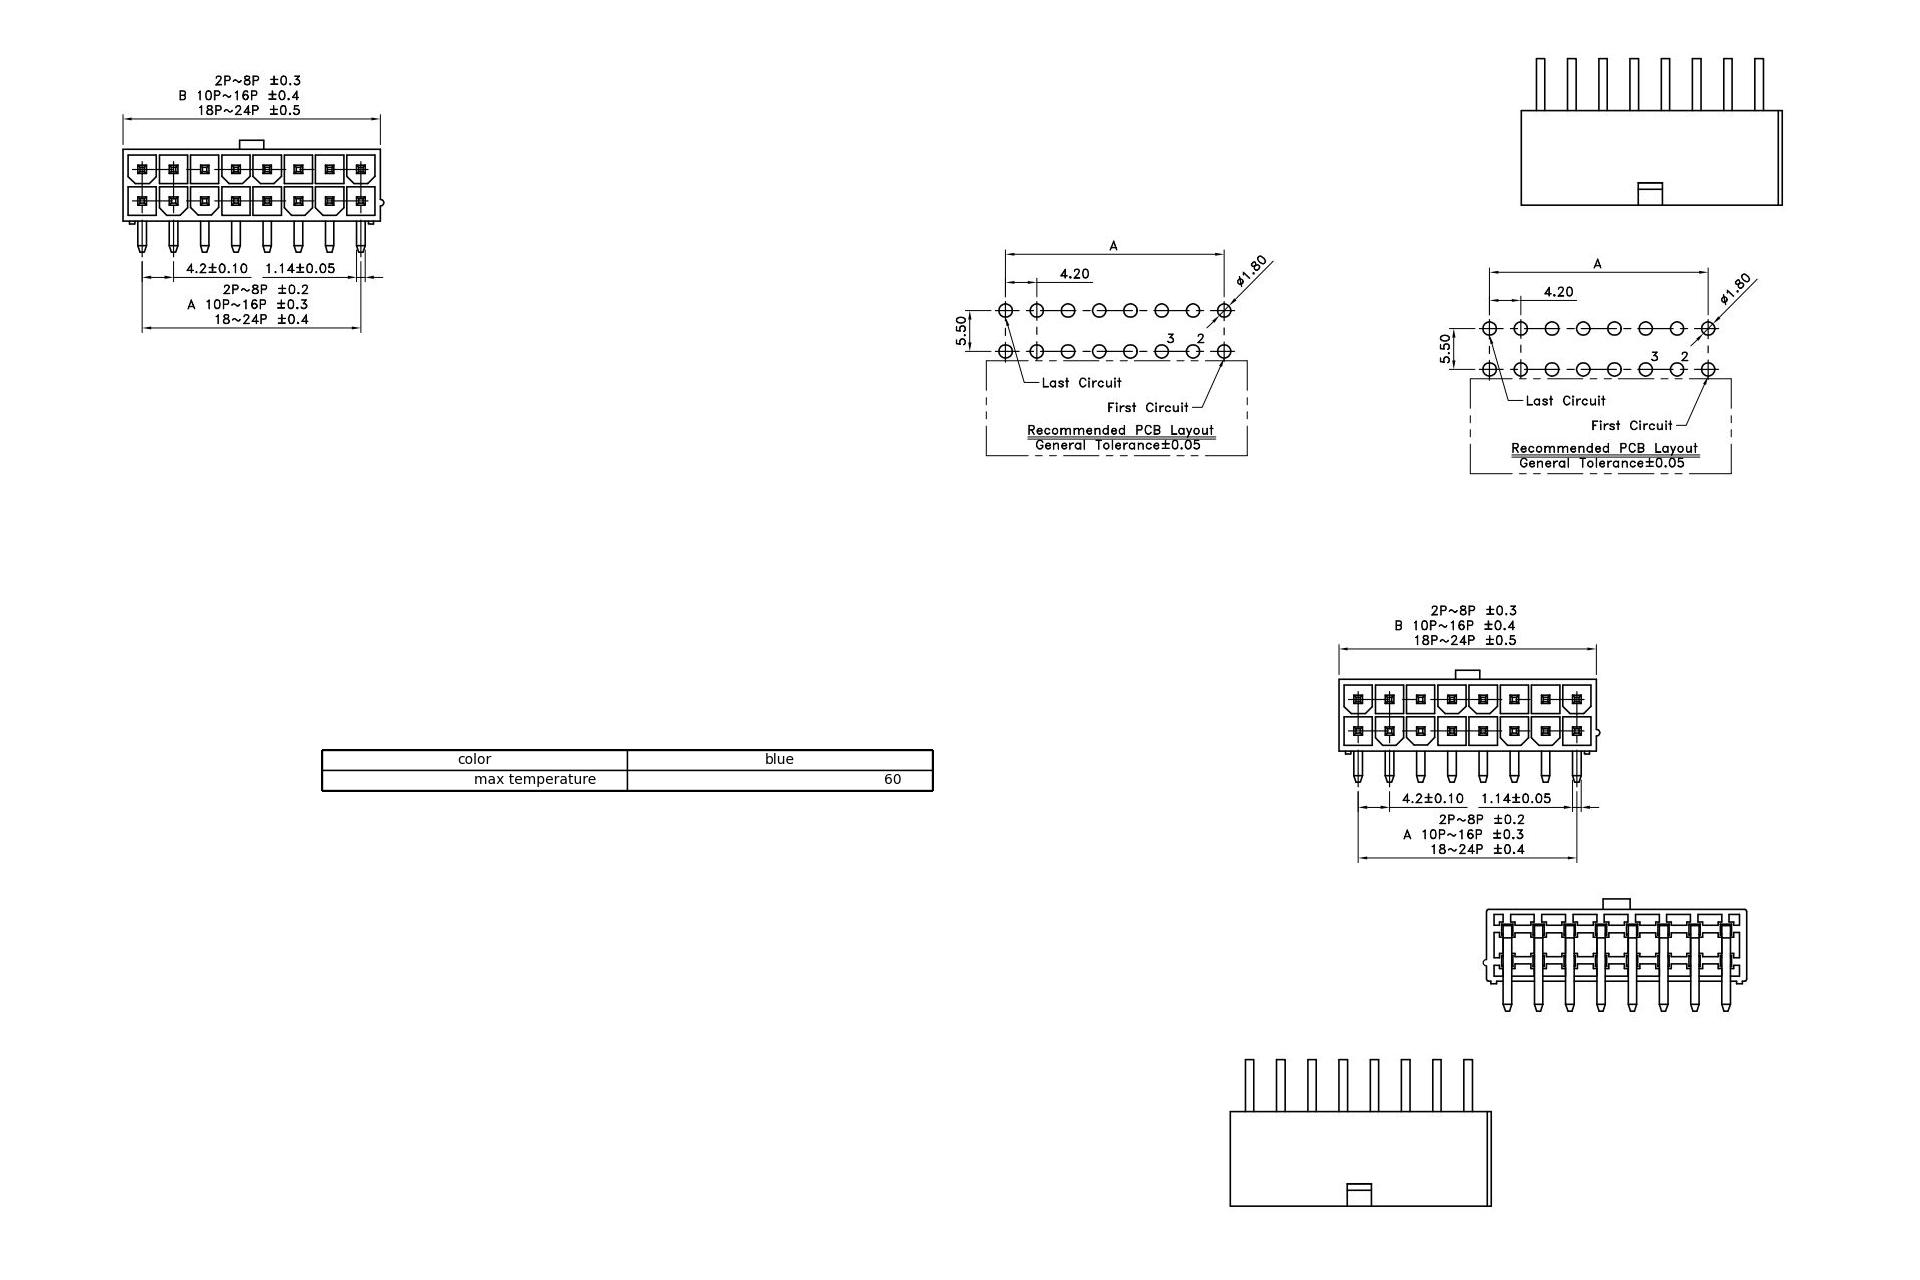 2P~8P ±0.3
B 10P~16P ±0.4
18P~24P ±0.5
4.2±0.10 1.14±0.05
2P~8P ±0.2
A 10P~16P ±0.3
18~24P ±0.4
A
4.20
ø1.80
5.50
3 2
Last Circuit
First Circuit
Recommended PCB Layout
General Tolerance±0.05
A
4.20
ø1.80
5.50
3 2
Last Circuit
First Circuit
Recommended PCB Layout
General Tolerance±0.05
color blue
max temperature 60
2P~8P ±0.3
B 10P~16P ±0.4
18P~24P ±0.5
4.2±0.10 1.14±0.05
2P~8P ±0.2
A 10P~16P ±0.3
18~24P ±0.4